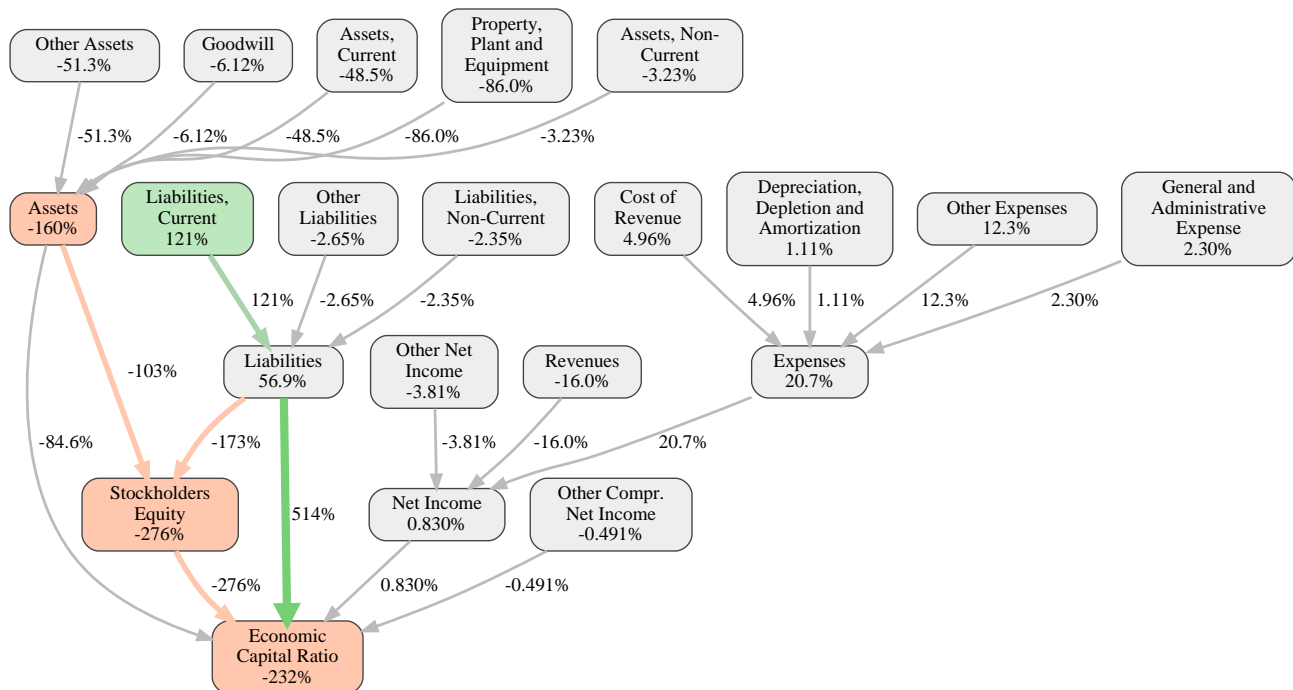 Other Assets
-51.3%
Goodwill
-6.12%
Assets,
Current
-48.5%
Property,
Plant and
Equipment
-86.0%
Assets, Non-
Current
-3.23%
-51.3%
-6.12%
-48.5%
-86.0%
-3.23%
Assets
-160%
Liabilities,
Current
121%
Other
Liabilities
-2.65%
Liabilities,
Non-Current
-2.35%
Cost of
Revenue
4.96%
Depreciation,
Depletion and
Amortization
1.11%
Other Expenses
12.3%
General and
Administrative
Expense
2.30%
121%
-2.65%
-2.35%
4.96%
1.11%
12.3%
2.30%
Liabilities
56.9%
Other Net
Income
-3.81%
Revenues
-16.0%
Expenses
20.7%
-103%
-84.6%
-173%
-3.81%
-16.0%
20.7%
Stockholders
Equity
-276%
514%
Net Income
0.830%
Other Compr.
Net Income
-0.491%
-276%
0.830%
-0.491%
Economic
Capital Ratio
-232%